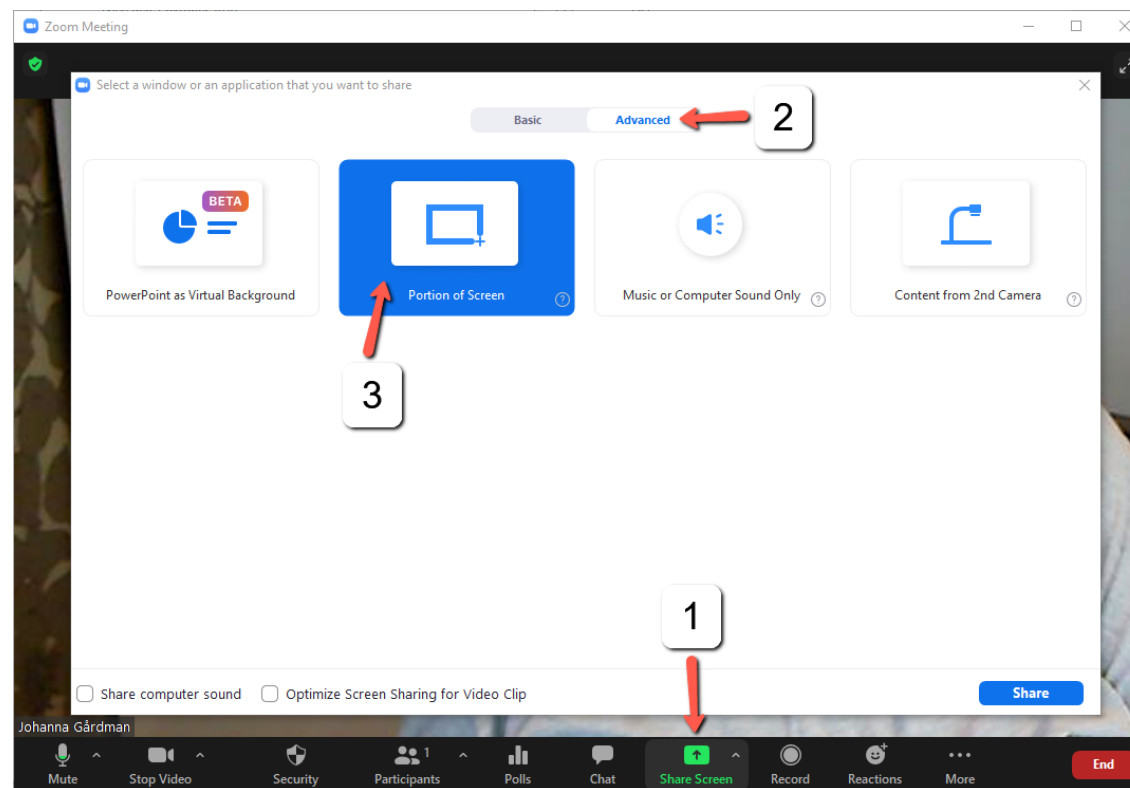 Zoom Meeting
Select a window or an application that you want to share
Basic
Advanced
2
BETA
PowerPoint as Virtual Background
Portion of Screen
?
Music or Computer Sound Only
?
Content from 2nd Camera
?
3
1
Share computer sound
Optimize Screen Sharing for Video Clip
Share
Johanna Gårdman
1
Mute
Stop Video
Security
Participants
Polls
Chat
Share Screen
Record
Reactions
More
End